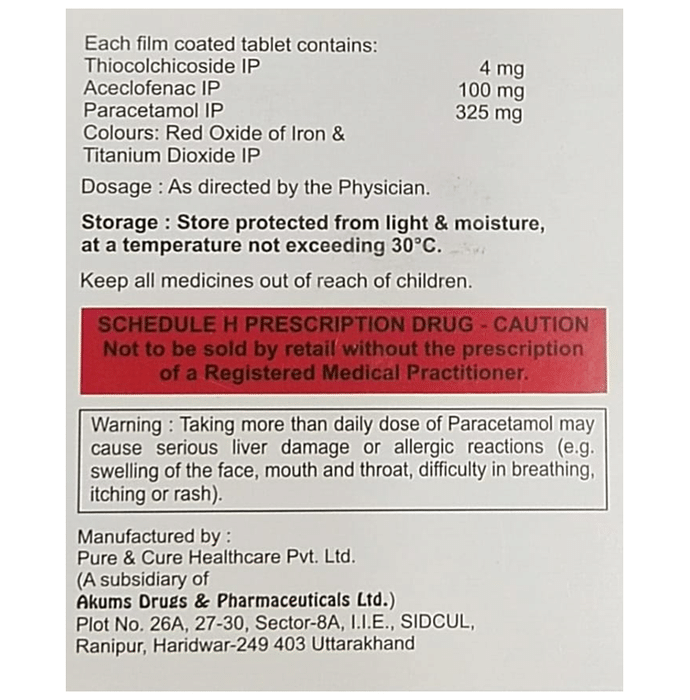 Each film coated tablet contains:
Thiocolchicoside IP 4 mg
Aceclofenac IP 100 mg
Paracetamol IP 325 mg
Colours: Red Oxide of Iron &
Titanium Dioxide IP
Dosage : As directed by the Physician.
Storage : Store protected from light & moisture,
at a temperature not exceeding 30°C.
Keep all medicines out of reach of children.
SCHEDULE H PRESCRIPTION DRUG - CAUTION
Not to be sold by retail without the prescription
of a Registered Medical Practitioner.
Warning : Taking more than daily dose of Paracetamol may
cause serious liver damage or allergic reactions (e.g.
swelling of the face, mouth and throat, difficulty in breathing,
itching or rash).
Manufactured by :
Pure & Cure Healthcare Pvt. Ltd.
(A subsidiary of
Akums Drugs & Pharmaceuticals Ltd.)
Plot No. 26A, 27-30, Sector-8A, I.I.E., SIDCUL,
Ranipur, Haridwar-249 403 Uttarakhand